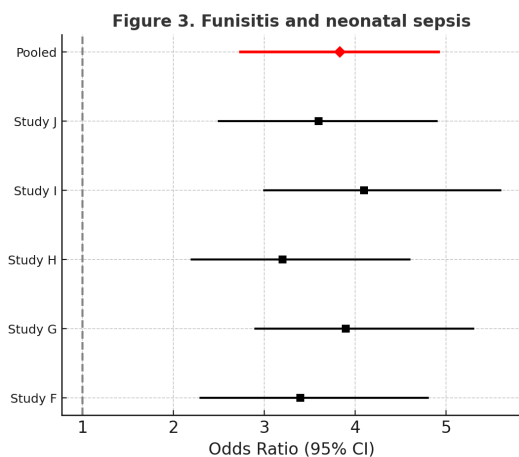 Figure 3. Funisitis and neonatal sepsis
Pooled
Study J
Study I
Study H
Study G
Study F
1 2 3 4 5
Odds Ratio (95% CI)